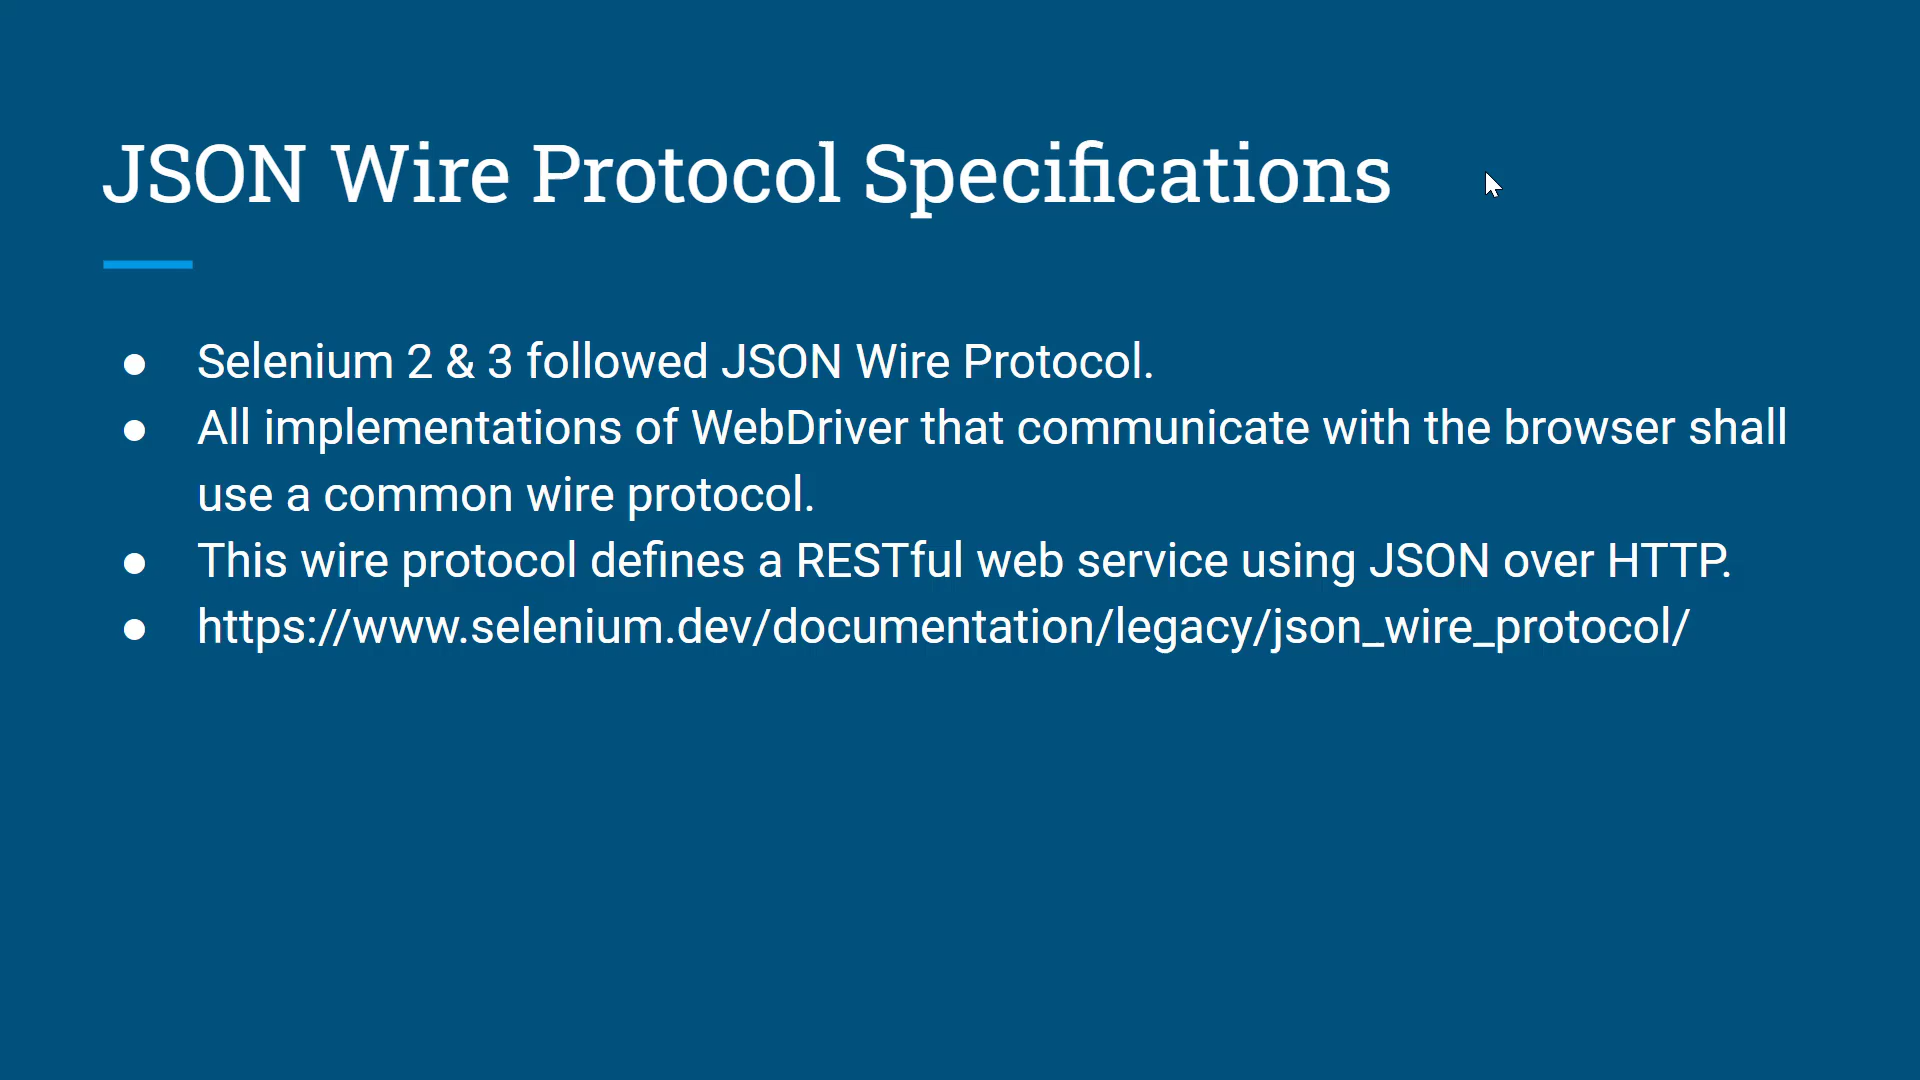 JSON Wire Protocol Specifications
● Selenium 2 & 3 followed JSON Wire Protocol.
● All implementations of WebDriver that communicate with the browser shall
use a common wire protocol.
● This wire protocol defines a RESTful web service using JSON over HTTP.
● https://www.selenium.dev/documentation/legacy/json_wire_protocol/